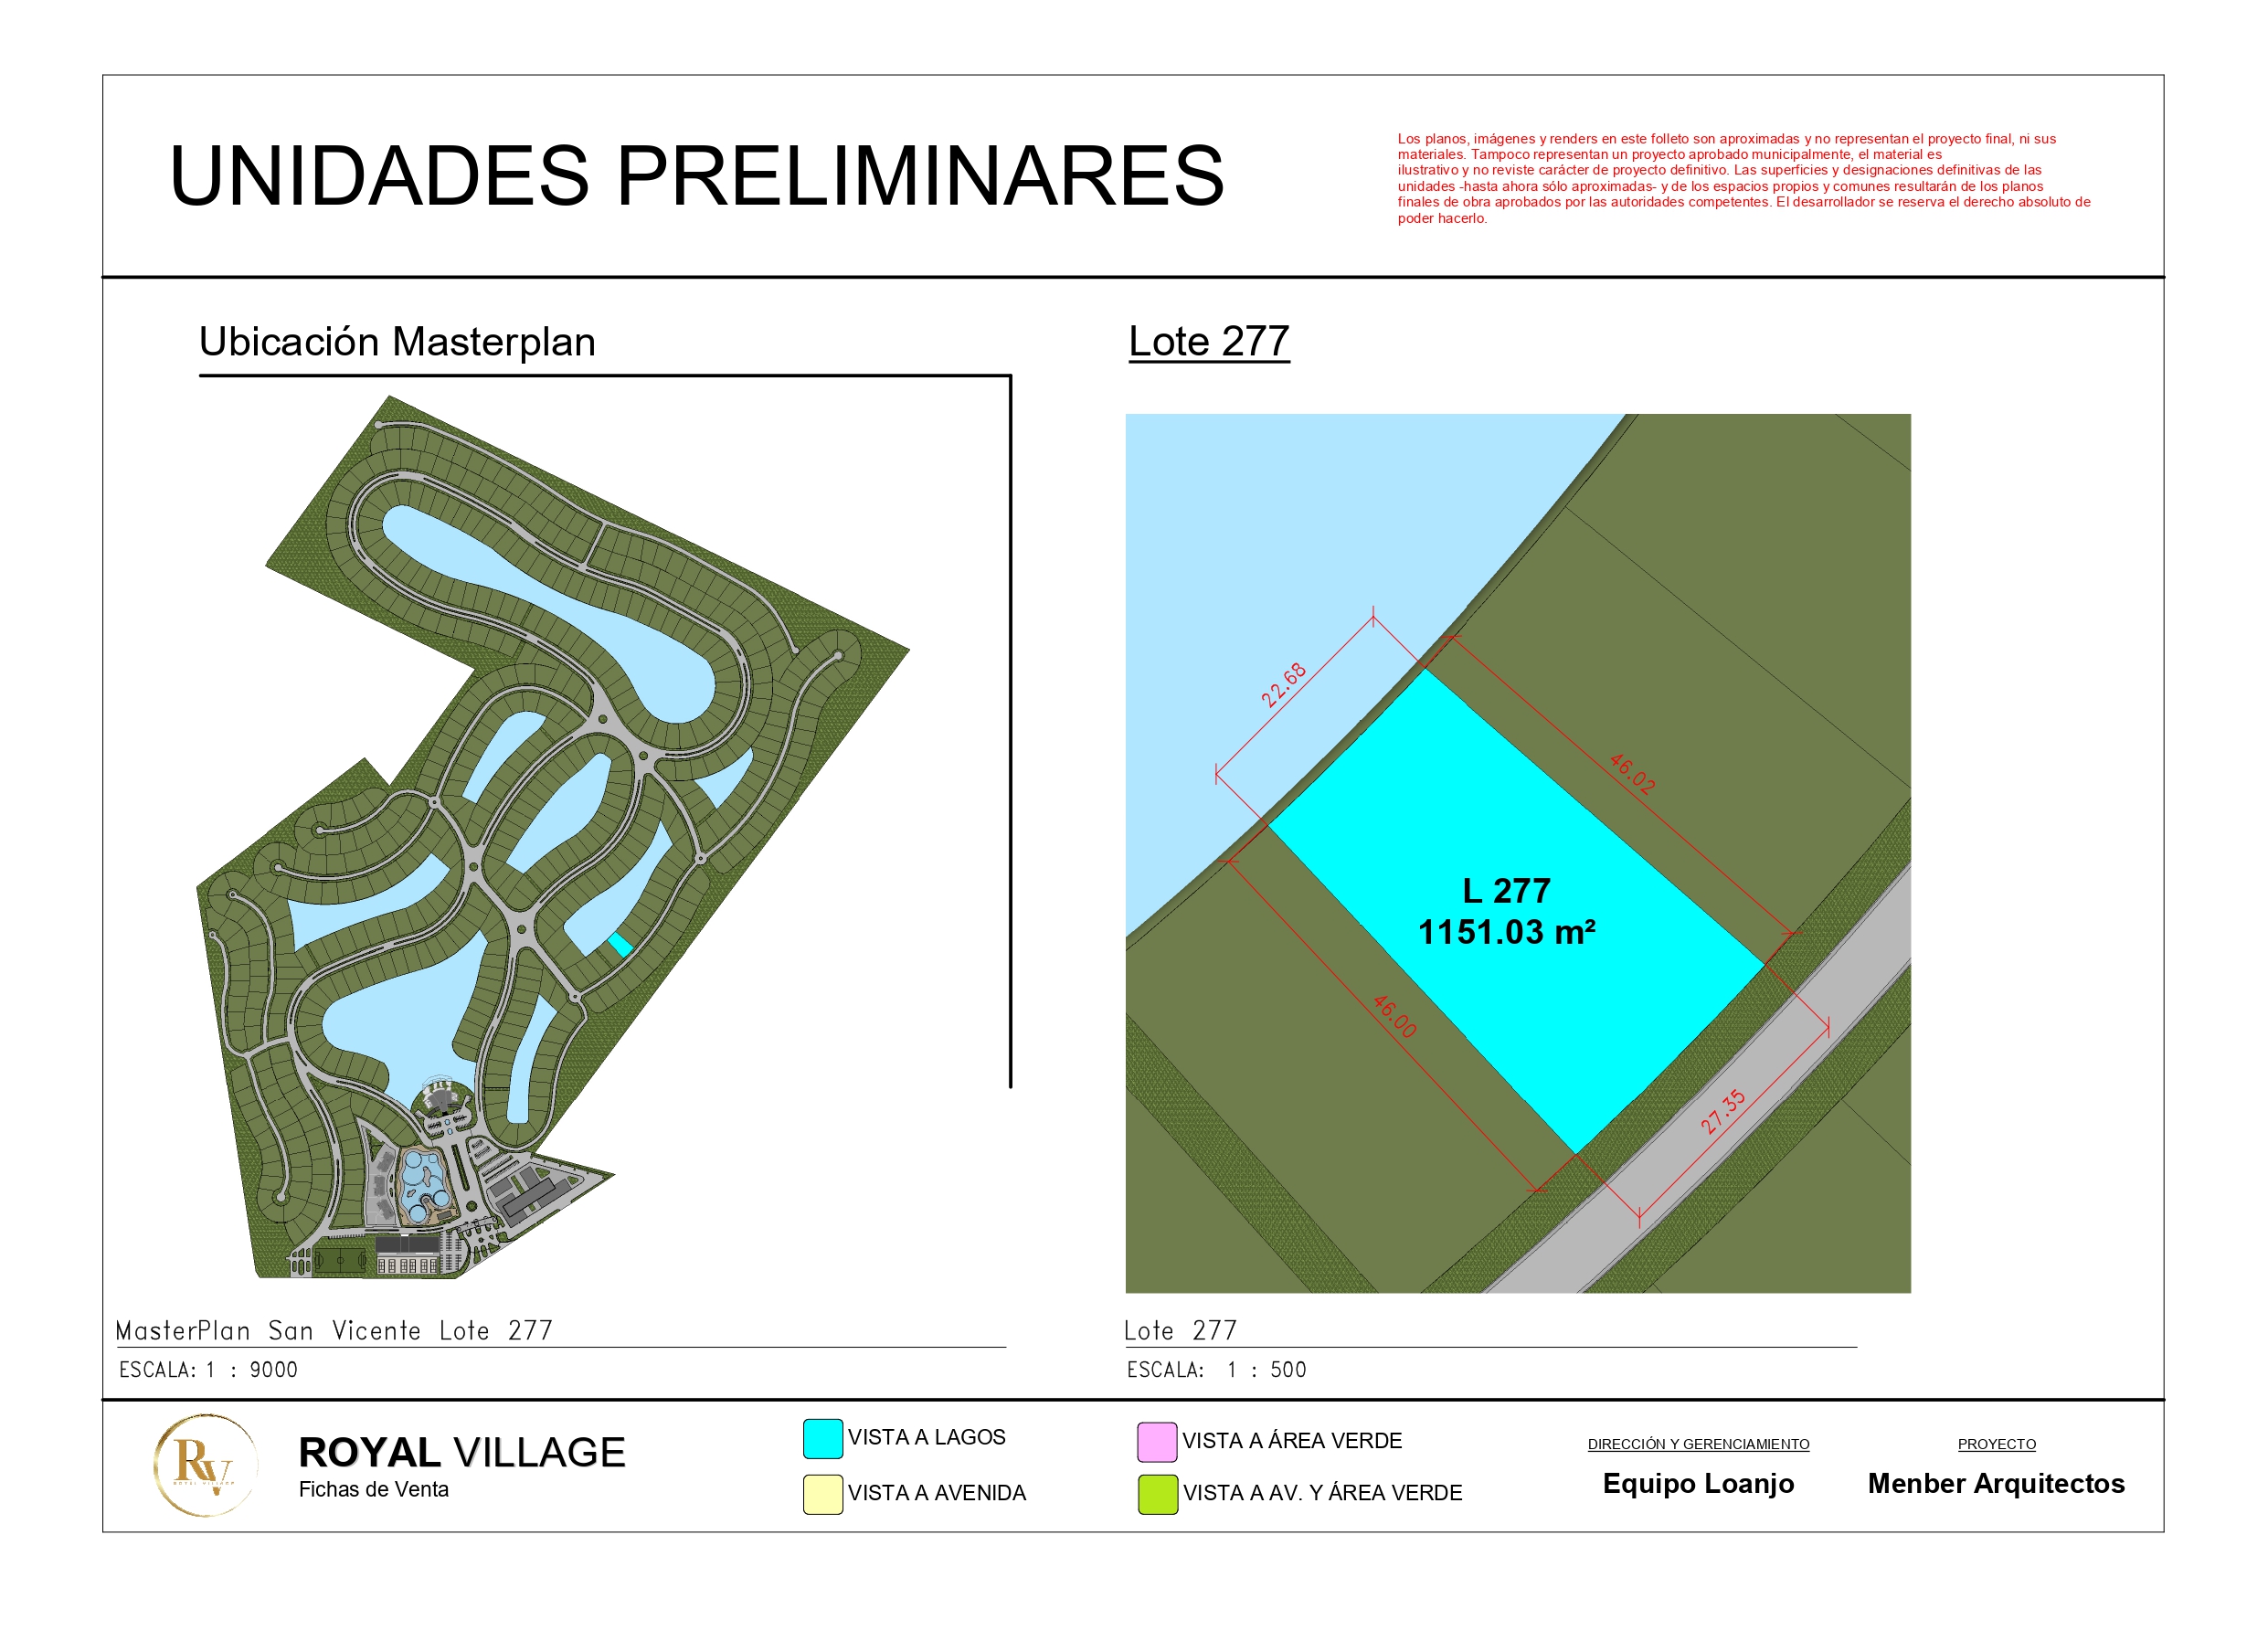 UNIDADES PRELIMINARES
Los planos, imágenes y renders en este folleto son aproximadas y no representan el proyecto final, ni sus
materiales. Tampoco representan un proyecto aprobado municipalmente, el material es
ilustrativo y no reviste carácter de proyecto definitivo. Las superficies y designaciones definitivas de las
unidades -hasta ahora sólo aproximadas- y de los espacios propios y comunes resultarán de los planos
finales de obra aprobados por las autoridades competentes. El desarrollador se reserva el derecho absoluto de
poder hacerlo.
Ubicación Masterplan
Lote 277
22.68
46.02
L 277
1151.03 m²
46.00
27.35
MasterPlan San Vicente Lote 277
ESCALA: 1 : 9000
Lote 277
ESCALA: 1 : 500
RV
ROYAL VILLAGE
ROYAL VILLAGE
Fichas de Venta
VISTA A LAGOS
VISTA A AVENIDA
VISTA A ÁREA VERDE
VISTA A AV. Y ÁREA VERDE
DIRECCIÓN Y GERENCIAMIENTO
Equipo Loanjo
PROYECTO
Menber Arquitectos